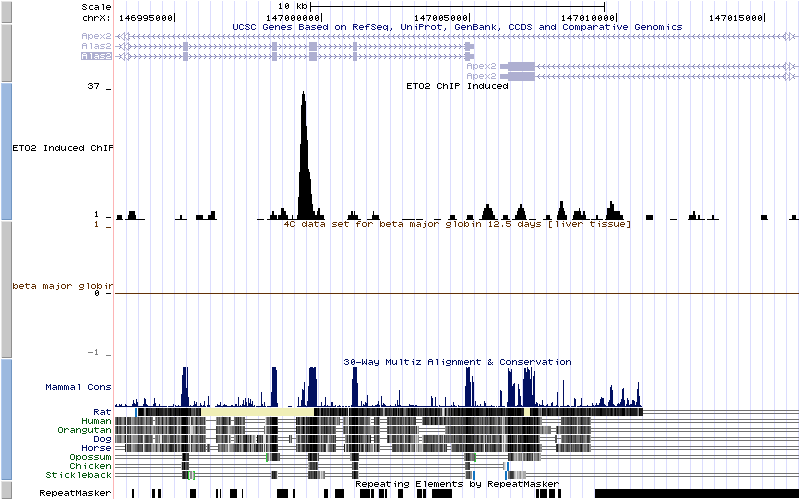 Scale 10 kb
chrX: 146995000 147000000 147005000 147010000 147015000
UCSC Genes Based on RefSeq, UniProt, GenBank, CCDS and Comparative Genomics
Apex2
Alas2
Alas2
Apex2
Apex2
ETO2 ChIP Induced
37 _
ETO2 Induced ChIP
1 _
4C data set for beta major globin 12.5 days [liver tissue]
1 _
beta major globin
0 -
-1 _
30-Way Multiz Alignment & Conservation
Mammal Cons
Rat
Human
Orangutan
Dog
Horse
Opossum
Chicken
Stickleback
Repeating Elements by RepeatMasker
RepeatMasker